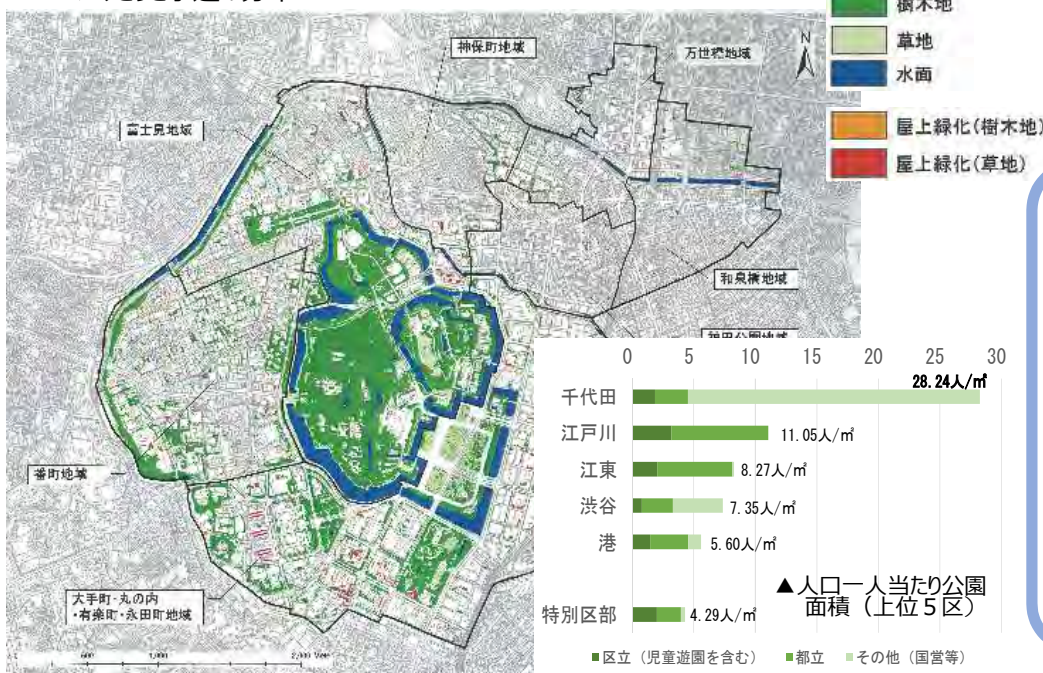 樹木地
草地
水面
屋上緑化(樹木地)
屋上緑化(草地)
神保町地域
万世橋地域
N
富士見地域
和泉橋地域
番町地域
大手町・丸の内
・有楽町・永田町地域
500 1,000 2,000
0 5 10 15 20 25 30
千代田 28.24人/㎡
江戸川 11.05人/㎡
江東 8.27人/㎡
渋谷 7.35人/㎡
港 5.60人/㎡
特別区部 4.29人/㎡
▲人口一人当たり公園
面積（上位５区）
■区立（児童遊園を含む） ■都立 ■その他（国営等）